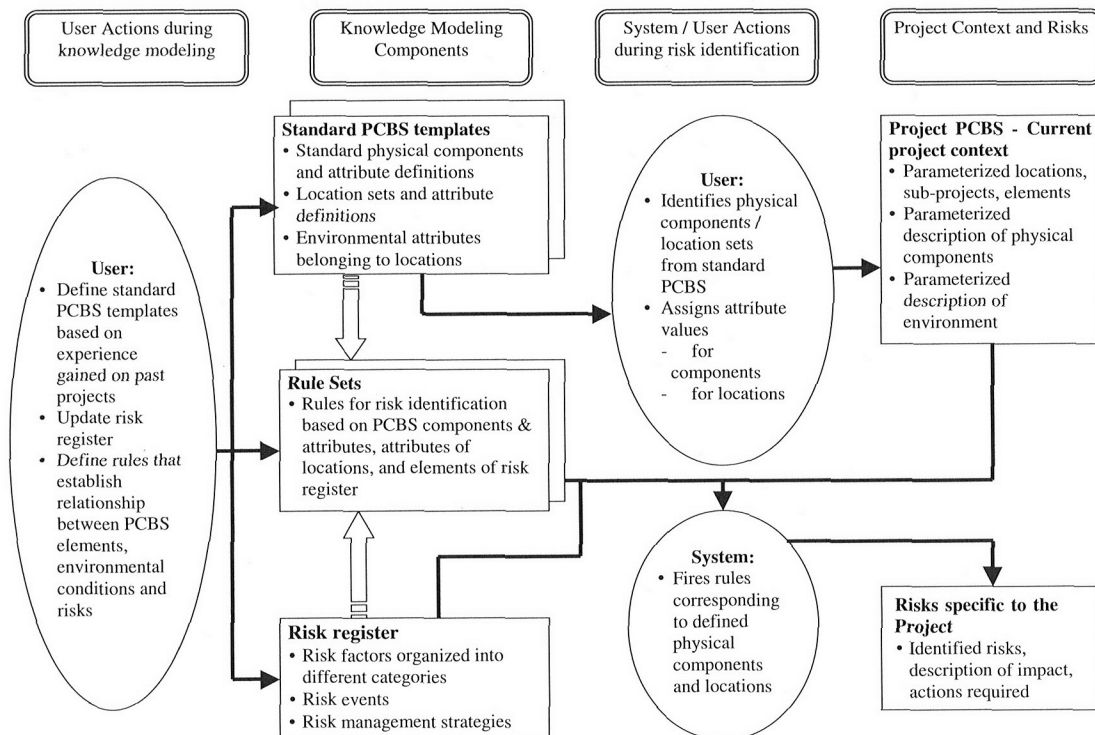 User Actions during
knowledge modeling
Knowledge Modeling
Components
System / User Actions
during risk identification
Project Context and Risks
User:
• Define standard
PCBS templates
based on
experience
gained on past
projects
• Update risk
register
• Define rules that
establish
relationship
between PCBS
elements,
environmental
conditions and
risks
Standard PCBS templates
• Standard physical components
and attribute definitions
• Location sets and attribute
definitions
• Environmental attributes
belonging to locations
Rule Sets
• Rules for risk identification
based on PCBS components &
attributes, attributes of
locations, and elements of risk
register
Risk register
• Risk factors organized into
different categories
• Risk events
• Risk management strategies
User:
• Identifies physical
components /
location sets
from standard
PCBS
• Assigns attribute
values
- for
components
- for locations
System:
• Fires rules
corresponding
to defined
physical
components
and locations
Project PCBS - Current
project context
• Parameterized locations,
sub-projects, elements
• Parameterized
description of physical
components
• Parameterized
description of
environment
Risks specific to the
Project
• Identified risks,
description of impact,
actions required